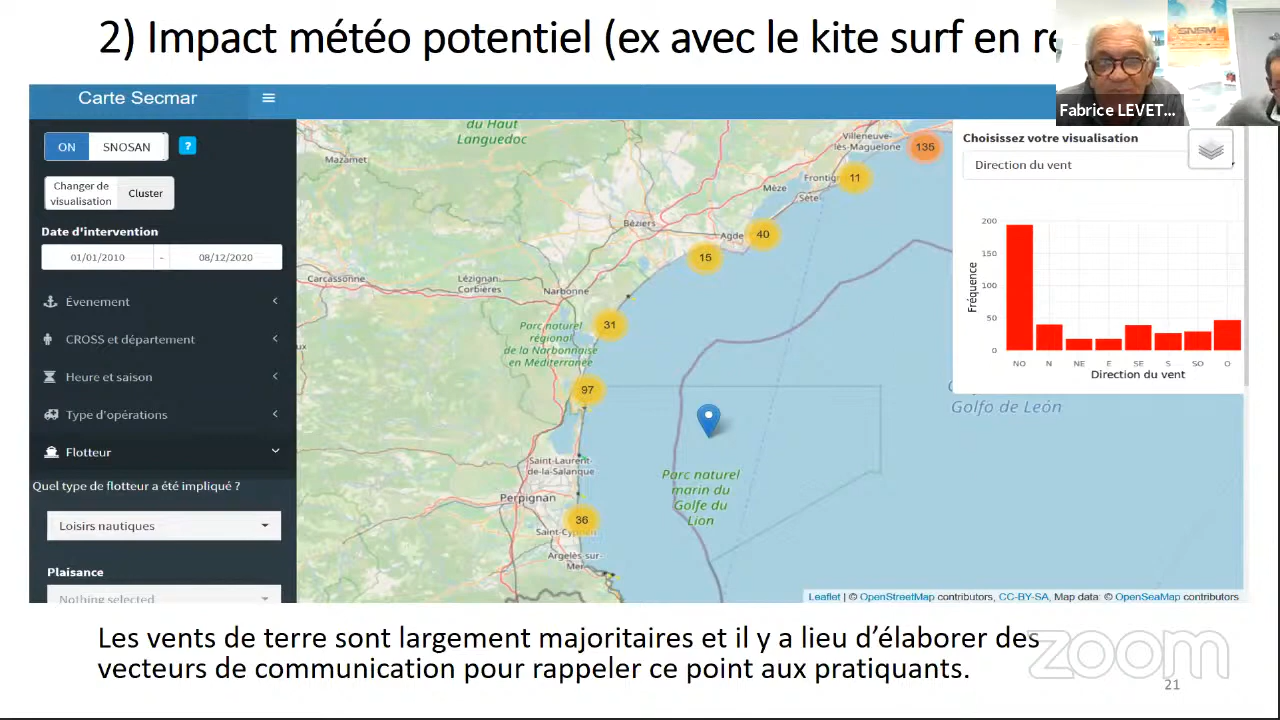 2) Impact météo potentiel (ex avec le kite surf en
SNSM
Fabrice LEVET...
Carte Secmar
ON
SNOSAN
?
Changer de
visualisation
Cluster
Date d'intervention
01/01/2010
-
08/12/2020
Évenement
CROSS et département
Heure et saison
Type d'opérations
Flotteur
Quel type de flotteur a été impliqué ?
Loisirs nautiques
Plaisance
Nothing selected
du Haut
Languedoc
Mazamet
Villeneuve-
lès-Maguelone
135
Frontign
11
Mèze
Sète
Béziers
Agde
40
15
Carcassonne
Lézignan-
Corbières
Narbonne
31
Parc naturel
régional
de la Narbonnaise
en Méditerranée
97
Saint-Laurent-
de-la-Salanque
Perpignan
36
Saint-Cyprien
Argelès-sur-
Mer
Parc naturel
marin du
Golfe du
Lion
Golfo de León
Choisissez votre visualisation
Direction du vent
200
150
100
50
0
Fréquence
NO N NE E SE S SO O
Direction du vent
Leaflet | © OpenStreetMap contributors, CC-BY-SA, Map data: © OpenSeaMap contributors
Les vents de terre sont largement majoritaires et il y a lieu d'élaborer des
vecteurs de communication pour rappeler ce point aux pratiquants.
zoom
21